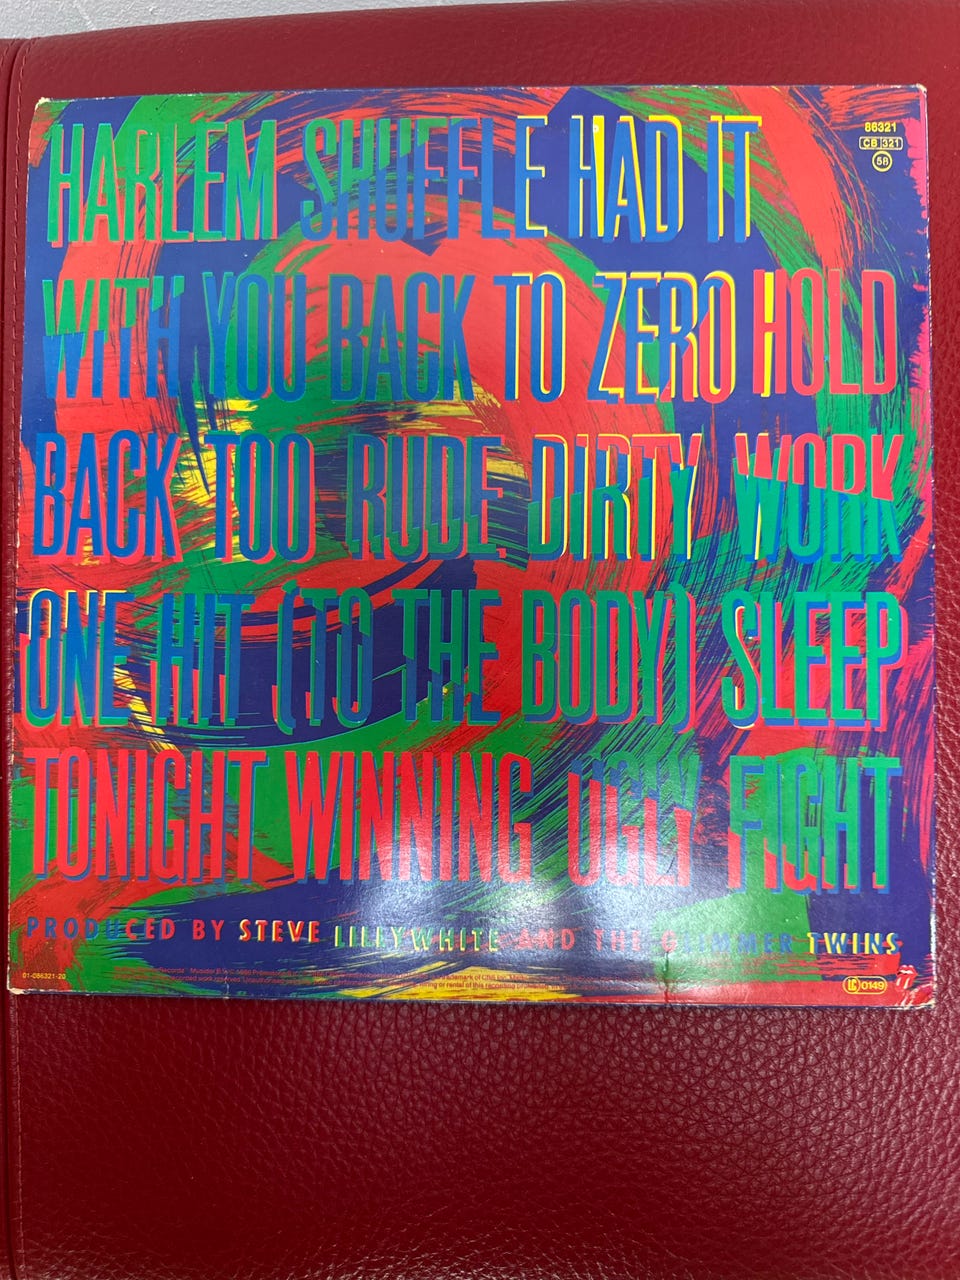 HARLEM SHUFFLE HAD IT
86321
CB 321
58
WITH YOU BACK TO ZERO HOLD
BACK TOO RUDE DIRTY WORK
ONE HIT (TO THE BODY) SLEEP
TONIGHT WINNING UGLY FIGHT
PRODUCED BY STEVE LILLYWHITE AND THE GLIMMER TWINS
01-086321-20
LC 0149